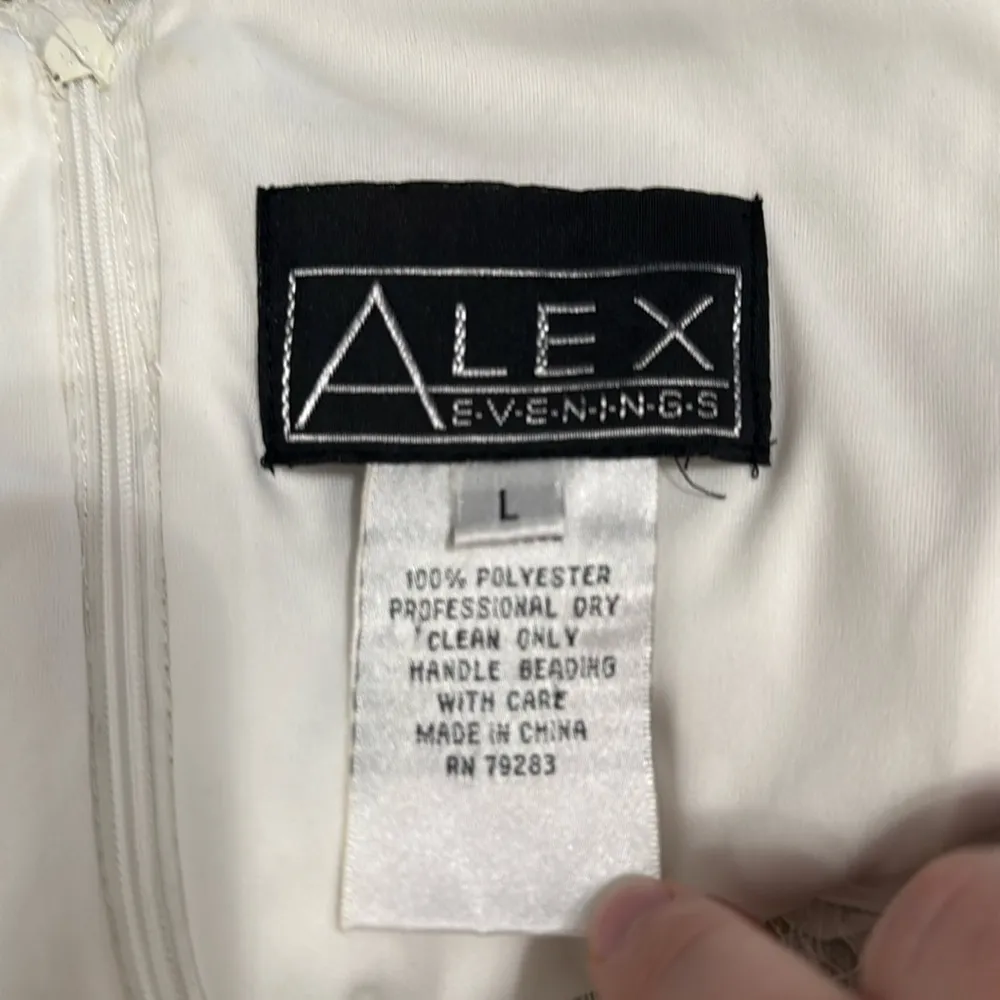 ALEX
E·V·E·N·I·N·G·S
L
100% POLYESTER
PROFESSIONAL DRY
CLEAN ONLY
HANDLE BEADING
WITH CARE
MADE IN CHINA
RN 79283